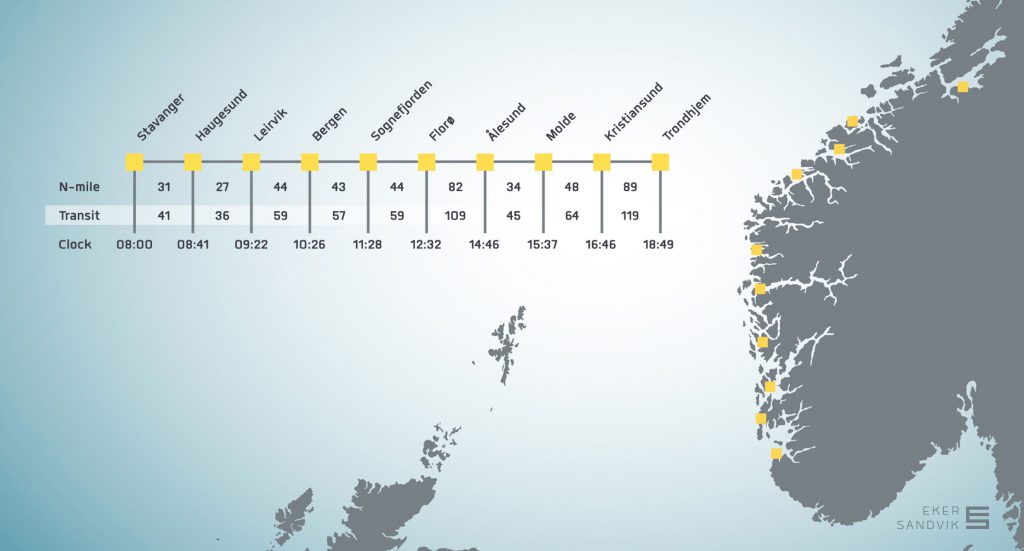 Stavanger
Haugesund
Leirvik
Bergen
Sognefjorden
Florø
Ålesund
Molde
Kristiansund
Trondhjem
N-mile 31 27 44 43 44 82 34 48 89
Transit 41 36 59 57 59 109 45 64 119
Clock 08:00 08:41 09:22 10:26 11:28 12:32 14:46 15:37 16:46 18:49
EKER
SANDVIK